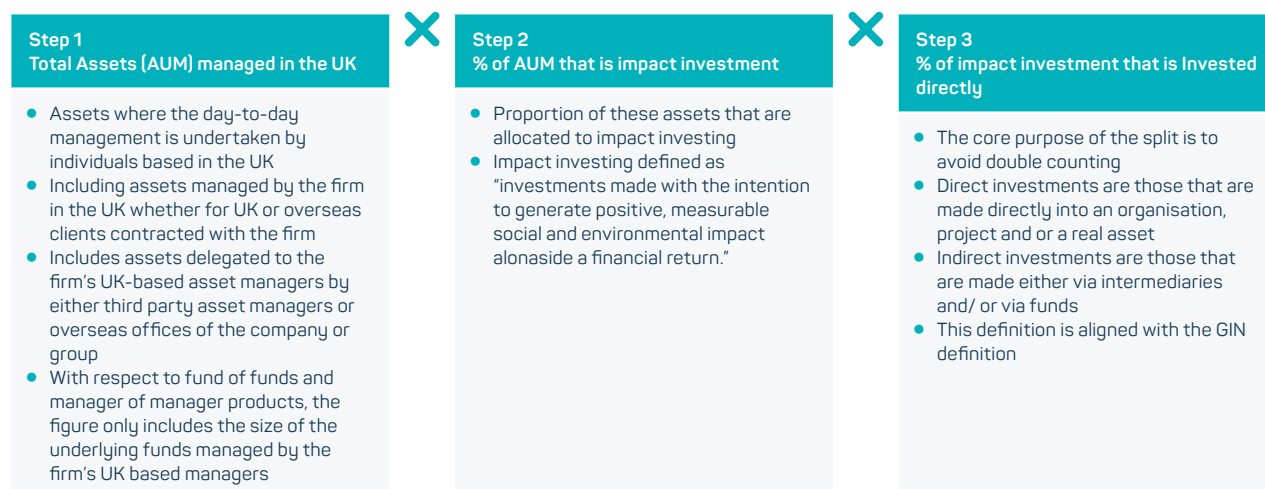 Step 1
Total Assets (AUM) managed in the UK
● Assets where the day-to-day
management is undertaken by
individuals based in the UK
● Including assets managed by the firm
in the UK whether for UK or overseas
clients contracted with the firm
● Includes assets delegated to the
firm's UK-based asset managers by
either third party asset managers or
overseas offices of the company or
group
● With respect to fund of funds and
manager of manager products, the
figure only includes the size of the
underlying funds managed by the
firm's UK based managers
Step 2
% of AUM that is impact investment
● Proportion of these assets that are
allocated to impact investing
● Impact investing defined as
“investments made with the intention
to generate positive, measurable
social and environmental impact
alonaside a financial return.”
Step 3
% of impact investment that is Invested
directly
● The core purpose of the split is to
avoid double counting
● Direct investments are those that are
made directly into an organisation,
project and or a real asset
● Indirect investments are those that
are made either via intermediaries
and/ or via funds
● This definition is aligned with the GIN
definition